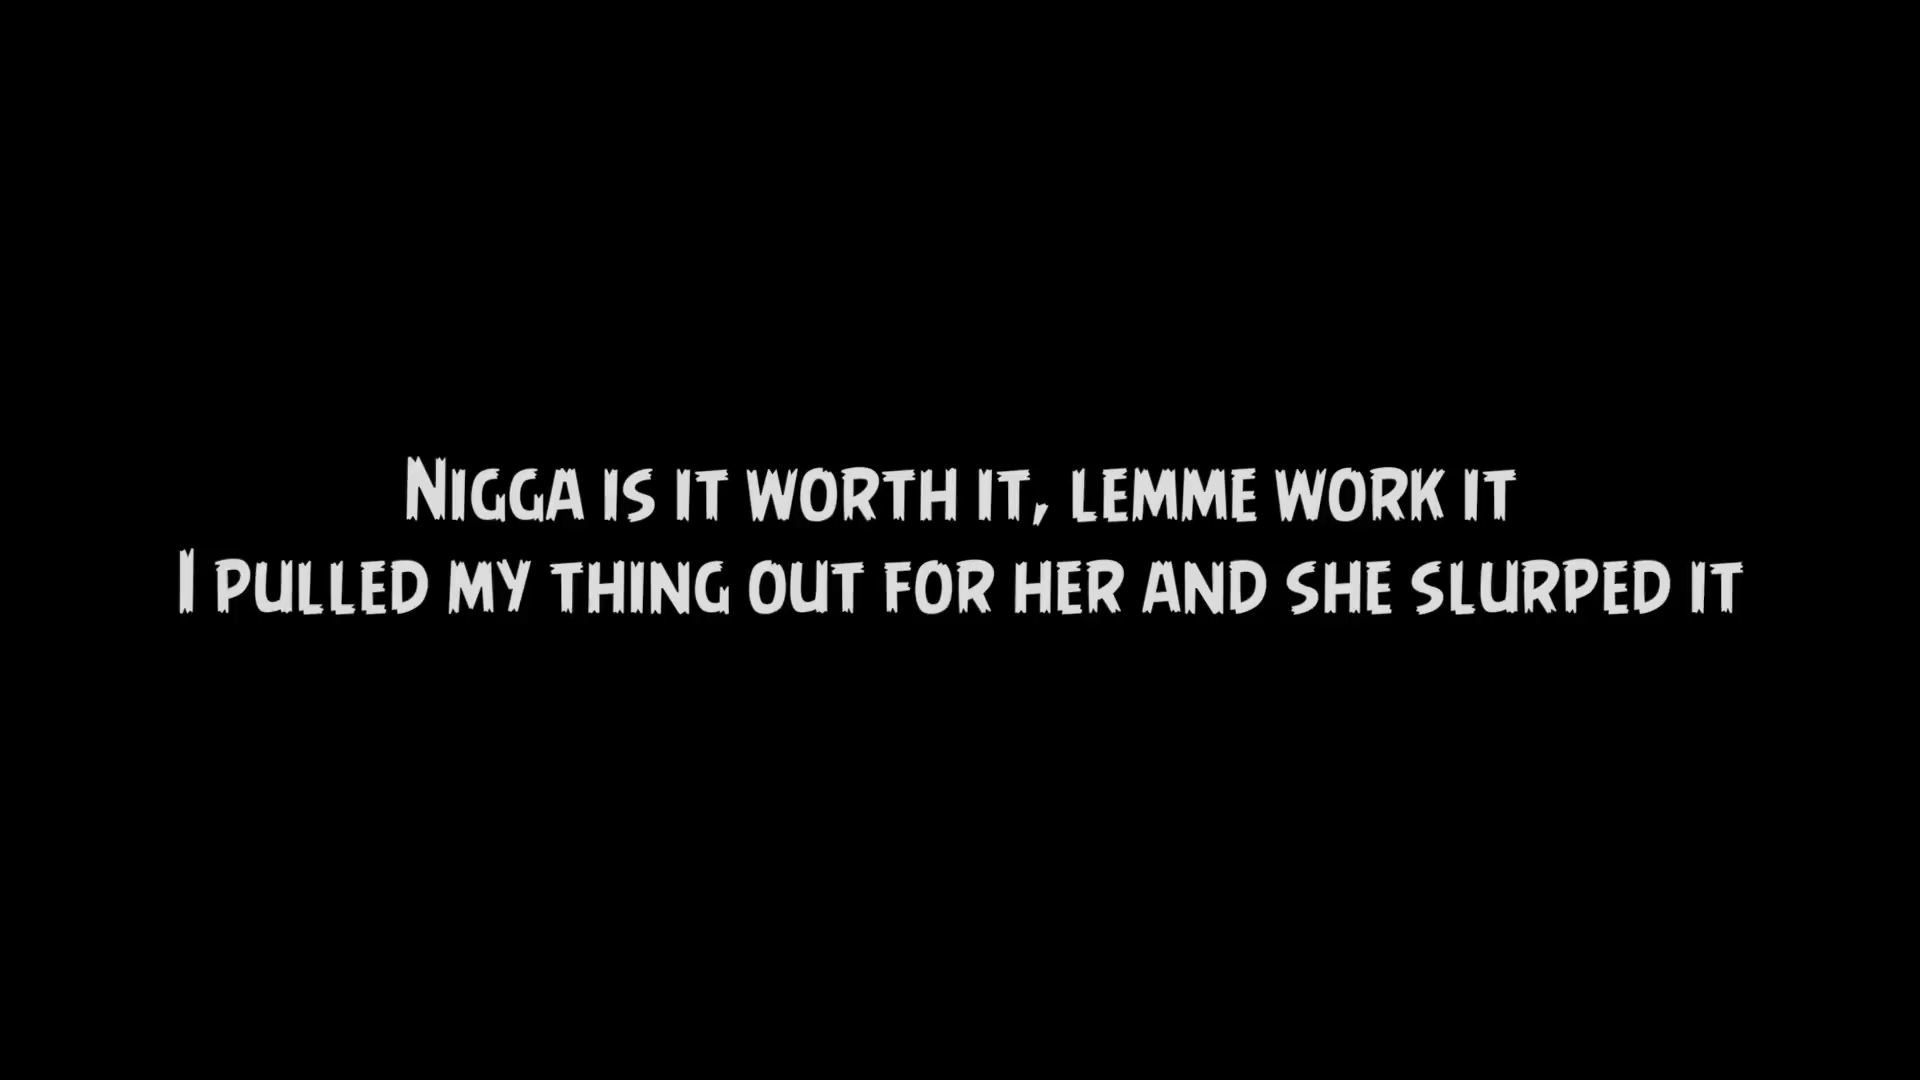 Nigga is it worth it, lemme work it
I pulled my thing out for her and she slurped it